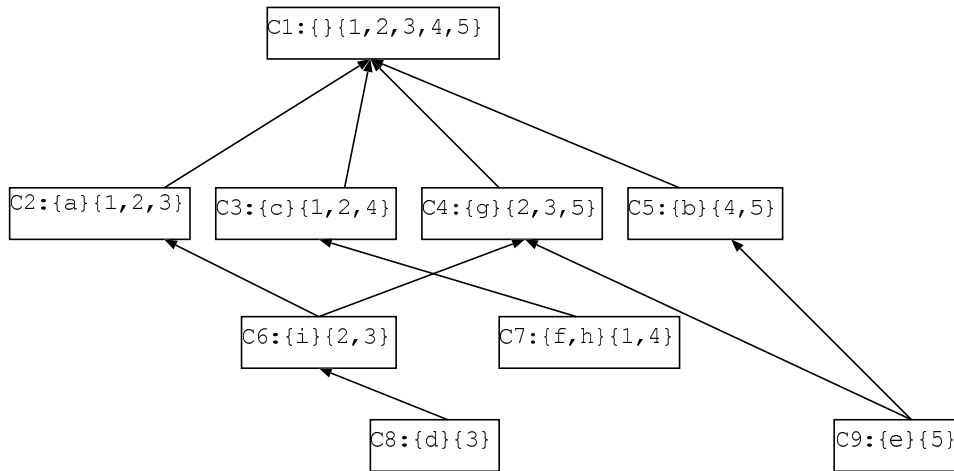 C1:{}{1,2,3,4,5}
C2:{a}{1,2,3}
C3:{c}{1,2,4}
C4:{g}{2,3,5}
C5:{b}{4,5}
C6:{i}{2,3}
C7:{f,h}{1,4}
C8:{d}{3}
C9:{e}{5}